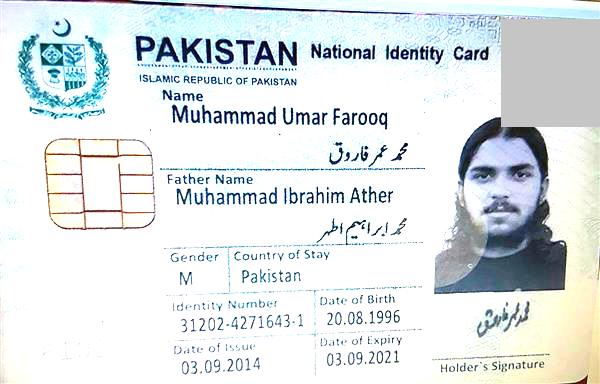 PAKISTAN National Identity Card
ISLAMIC REPUBLIC OF PAKISTAN
Name
Muhammad Umar Farooq
محمد عمر فاروق
Father Name
Muhammad Ibrahim Ather
محمد ابراہیم اطہر
Gender Country of Stay
M Pakistan
Identity Number Date of Birth
31202-4271643-1 20.08.1996
Date of Issue Date of Expiry
03.09.2014 03.09.2021
محمد عمر فاروق
Holder`s Signature